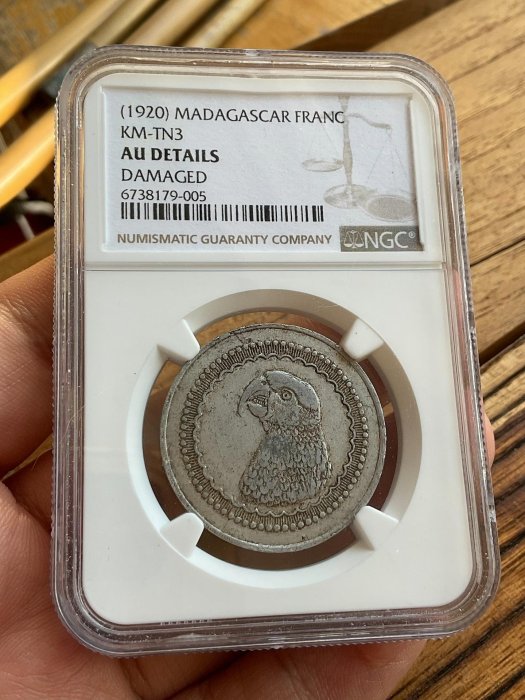 (1920) MADAGASCAR FRANC
KM-TN3
AU DETAILS
DAMAGED
6738179-005
NUMISMATIC GUARANTY COMPANY NGC®